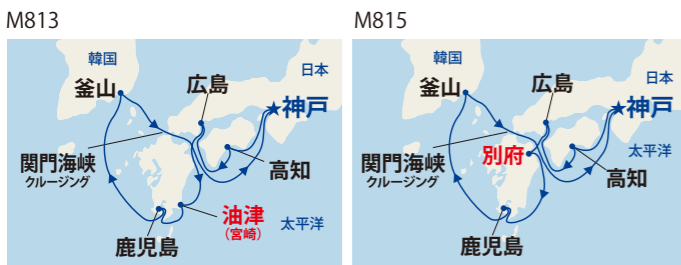 M813
韓国
日本
釜山
広島
神戸
関門海峡
クルージング
高知
油津
(宮崎)
太平洋
鹿児島
M815
韓国
日本
釜山
広島
神戸
太平洋
別府
関門海峡
クルージング
高知
鹿児島